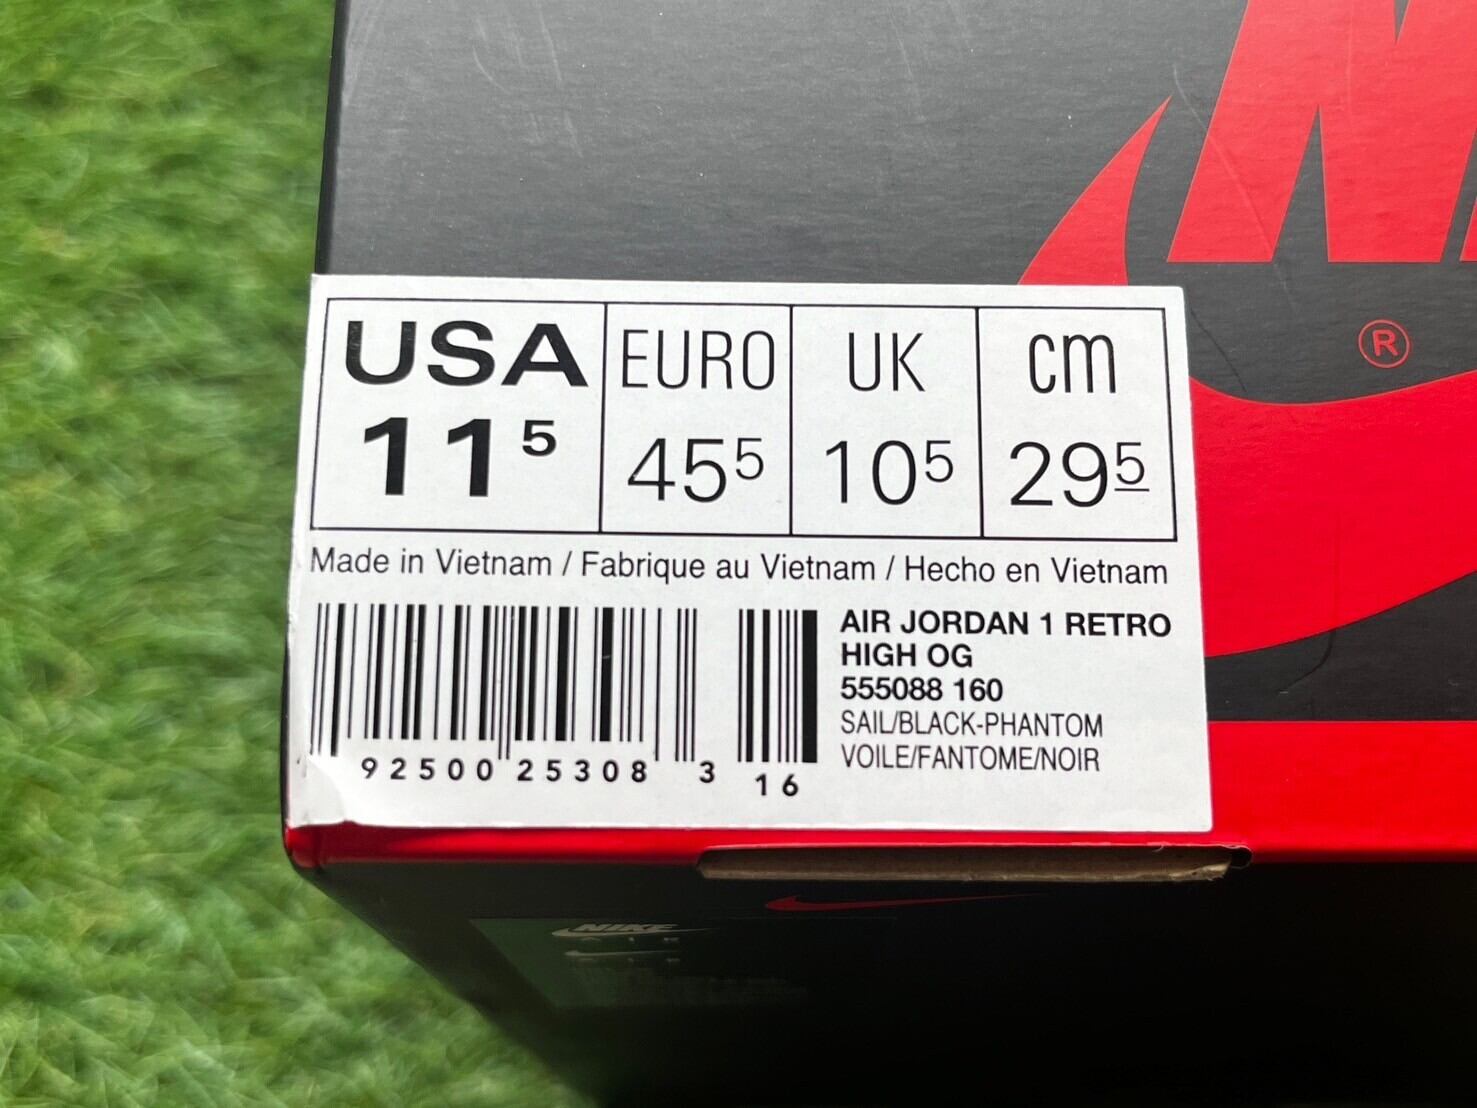 ®
USA EURO UK cm
11⁵ 45⁵ 10⁵ 29⁵
Made in Vietnam / Fabrique au Vietnam / Hecho en Vietnam
AIR JORDAN 1 RETRO
HIGH OG
555088 160
SAIL/BLACK-PHANTOM
VOILE/FANTOME/NOIR
92500 25308 3 16
NIKE